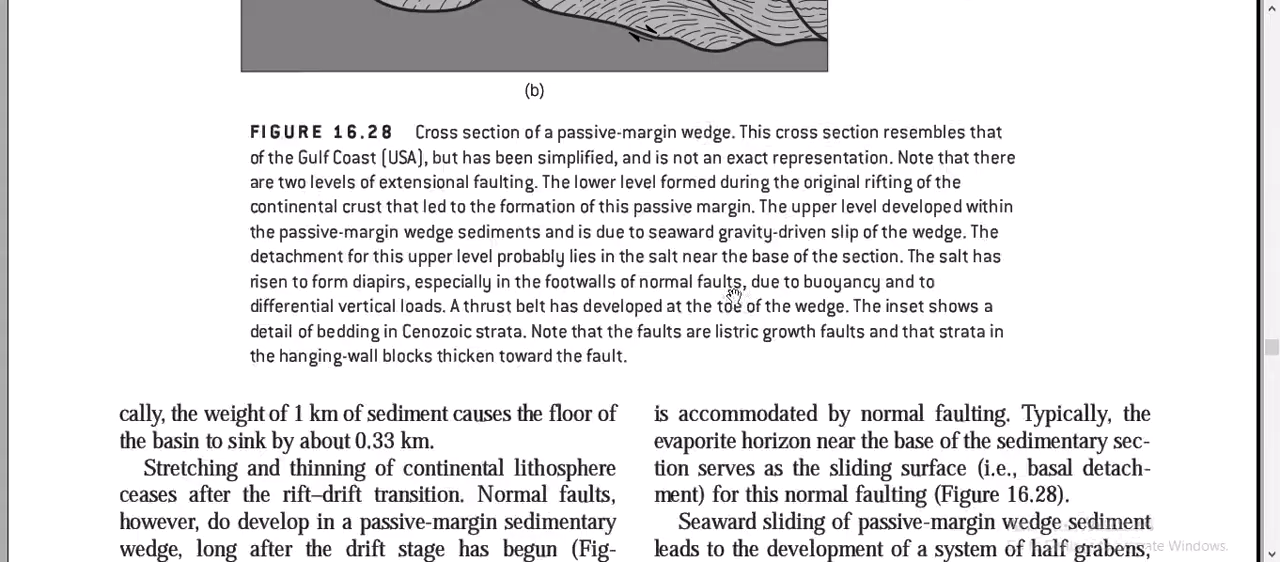 (b)
FIGURE 16.28 Cross section of a passive-margin wedge. This cross section resembles that
of the Gulf Coast (USA), but has been simplified, and is not an exact representation. Note that there
are two levels of extensional faulting. The lower level formed during the original rifting of the
continental crust that led to the formation of this passive margin. The upper level developed within
the passive-margin wedge sediments and is due to seaward gravity-driven slip of the wedge. The
detachment for this upper level probably lies in the salt near the base of the section. The salt has
risen to form diapirs, especially in the footwalls of normal faults, due to buoyancy and to
differential vertical loads. A thrust belt has developed at the toe of the wedge. The inset shows a
detail of bedding in Cenozoic strata. Note that the faults are listric growth faults and that strata in
the hanging-wall blocks thicken toward the fault.
cally, the weight of 1 km of sediment causes the floor of
the basin to sink by about 0.33 km.
Stretching and thinning of continental lithosphere
ceases after the rift–drift transition. Normal faults,
however, do develop in a passive-margin sedimentary
wedge, long after the drift stage has begun (Fig-
is accommodated by normal faulting. Typically, the
evaporite horizon near the base of the sedimentary sec-
tion serves as the sliding surface (i.e., basal detach-
ment) for this normal faulting (Figure 16.28).
Seaward sliding of passive-margin wedge sediment
leads to the development of a system of half grabens,
Windows.